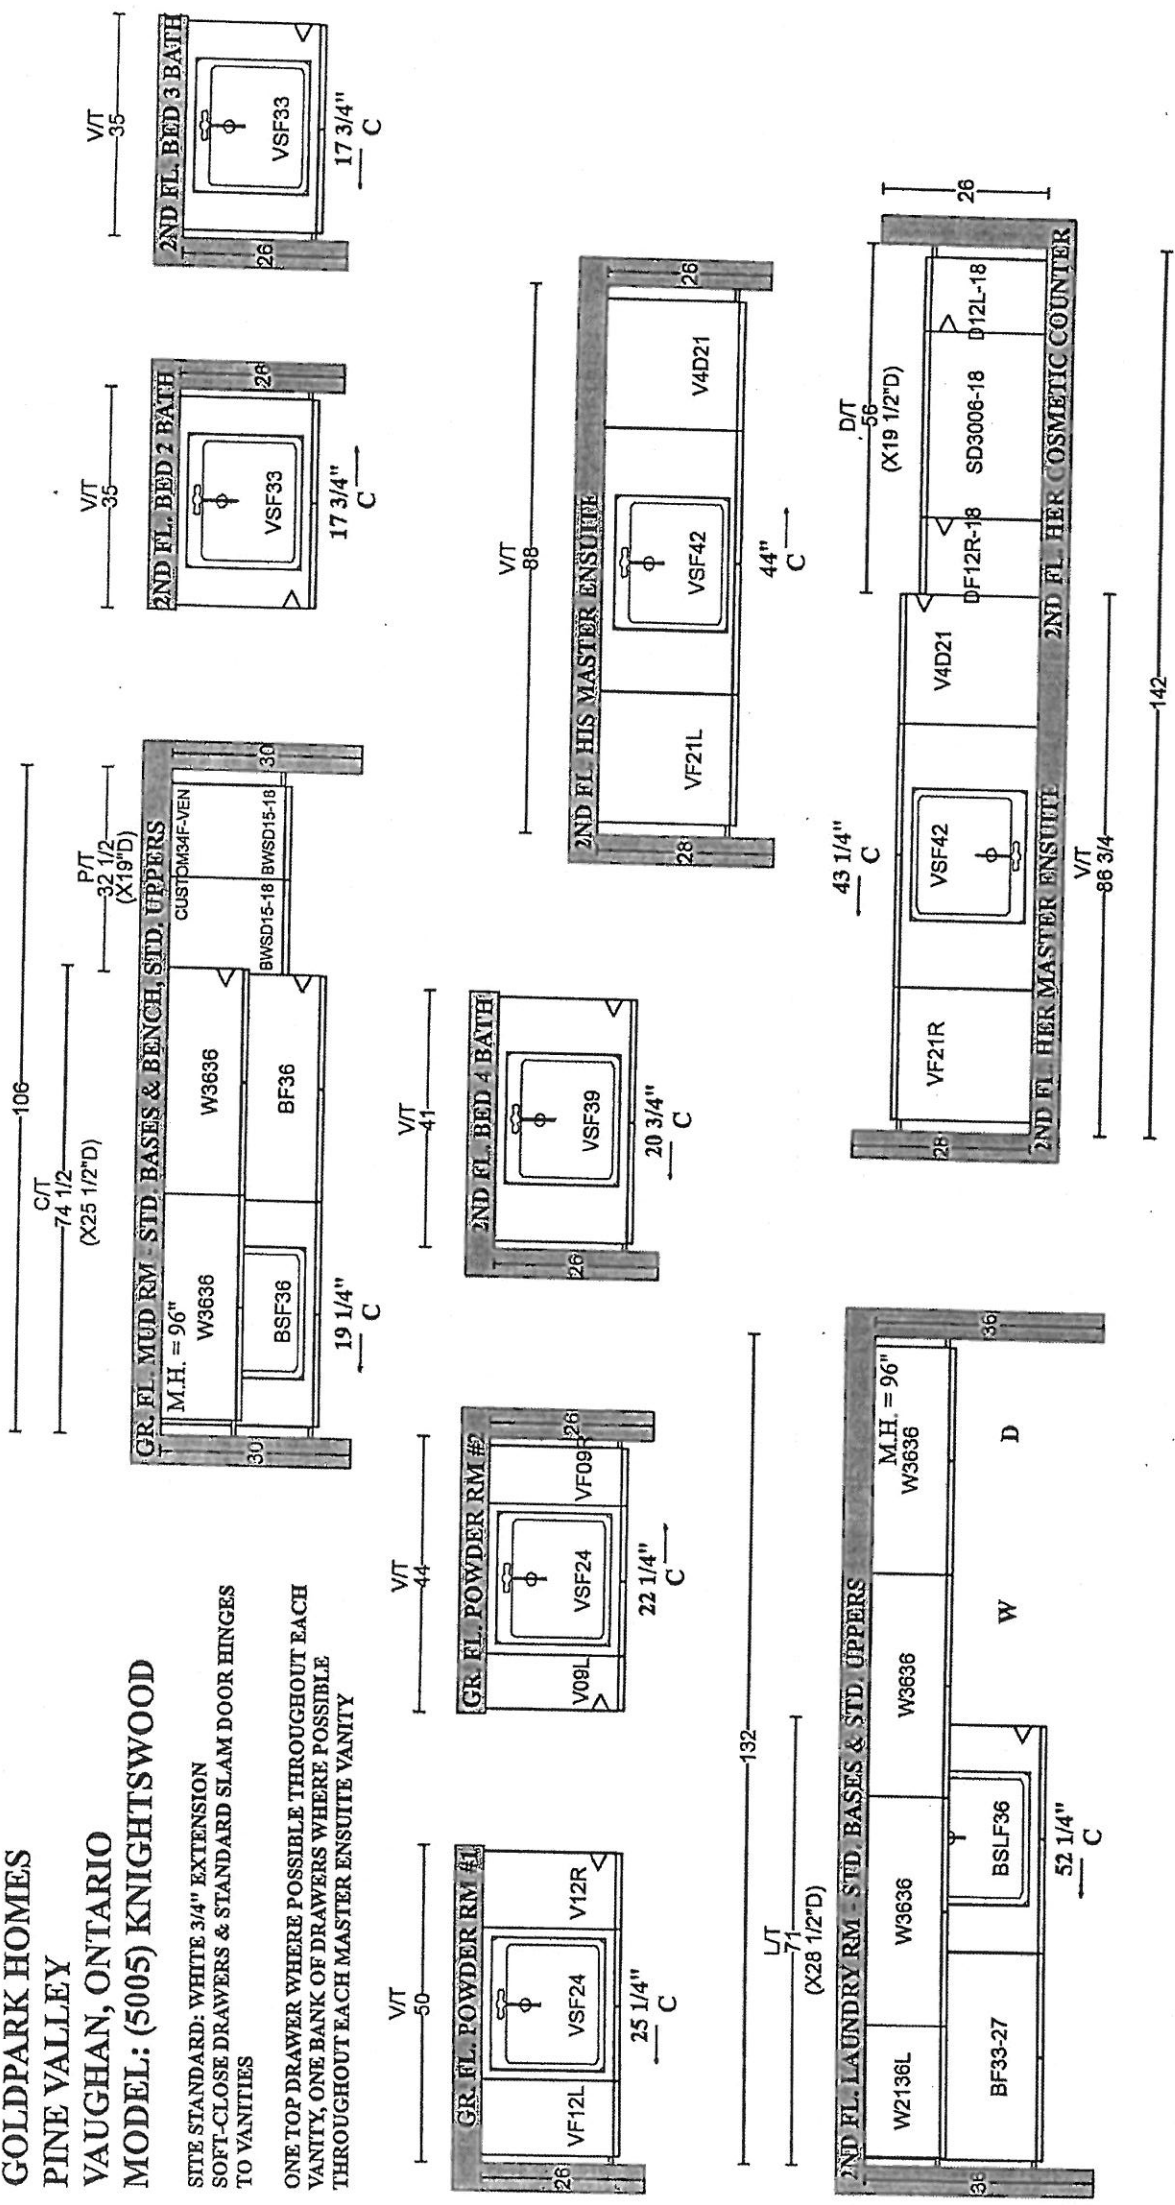 GOLDPARK HOMES
PINE VALLEY
VAUGHAN, ONTARIO
MODEL: (5005) KNIGHTSWOOD
SITE STANDARD: WHITE 3/4" EXTENSION
SOFT-CLOSE DRAWERS & STANDARD SLAM DOOR HINGES
TO VANITIES
ONE TOP DRAWER WHERE POSSIBLE THROUGHOUT EACH
VANITY, ONE BANK OF DRAWERS WHERE POSSIBLE
THROUGHOUT EACH MASTER ENSUITE VANITY
106
C/T
74 1/2
(X25 1/2"D)
P/T
32 1/2
(X19"D)
GR. FL. MUD RM - STD. BASES & BENCH, STD. UPPERS
M.H. = 96"
W3636
W3636
CUSTOM34F-VEN
30
BSF36
BF36
BWSD15-18
BWSD15-18
30
19 1/4"
C
V/T
35
2ND FL. BED 2 BATH
26
VSF33
17 3/4"
C
V/T
35
2ND FL. BED 3 BATH
26
VSF33
17 3/4"
C
V/T
50
GR. FL. POWDER RM #1
26
VF12L
VSF24
V12R
25 1/4"
C
V/T
44
GR. FL. POWDER RM #2
V09L
VSF24
VF09
26
22 1/4"
C
V/T
41
2ND FL. BED 4 BATH
26
VSF39
20 3/4"
C
V/T
88
2ND FL. HIS MASTER ENSUITE
28
VF21L
VSF42
V4D21
26
44"
C
132
L/T
71
(X28 1/2"D)
2ND FL. LAUNDRY RM - STD. BASES & STD. UPPERS
M.H. = 96"
W2136L
W3636
W3636
W3636
36
36
BF33-27
BSLF36
W
D
52 1/4"
C
43 1/4"
C
D/T
56
(X19 1/2"D)
26
28
VF21R
VSF42
V4D21
DF12R-18
SD3006-18
D12L-18
2ND FL. HER MASTER ENSUITE
2ND FL. HER COSMETIC COUNTER
V/T
86 3/4
142